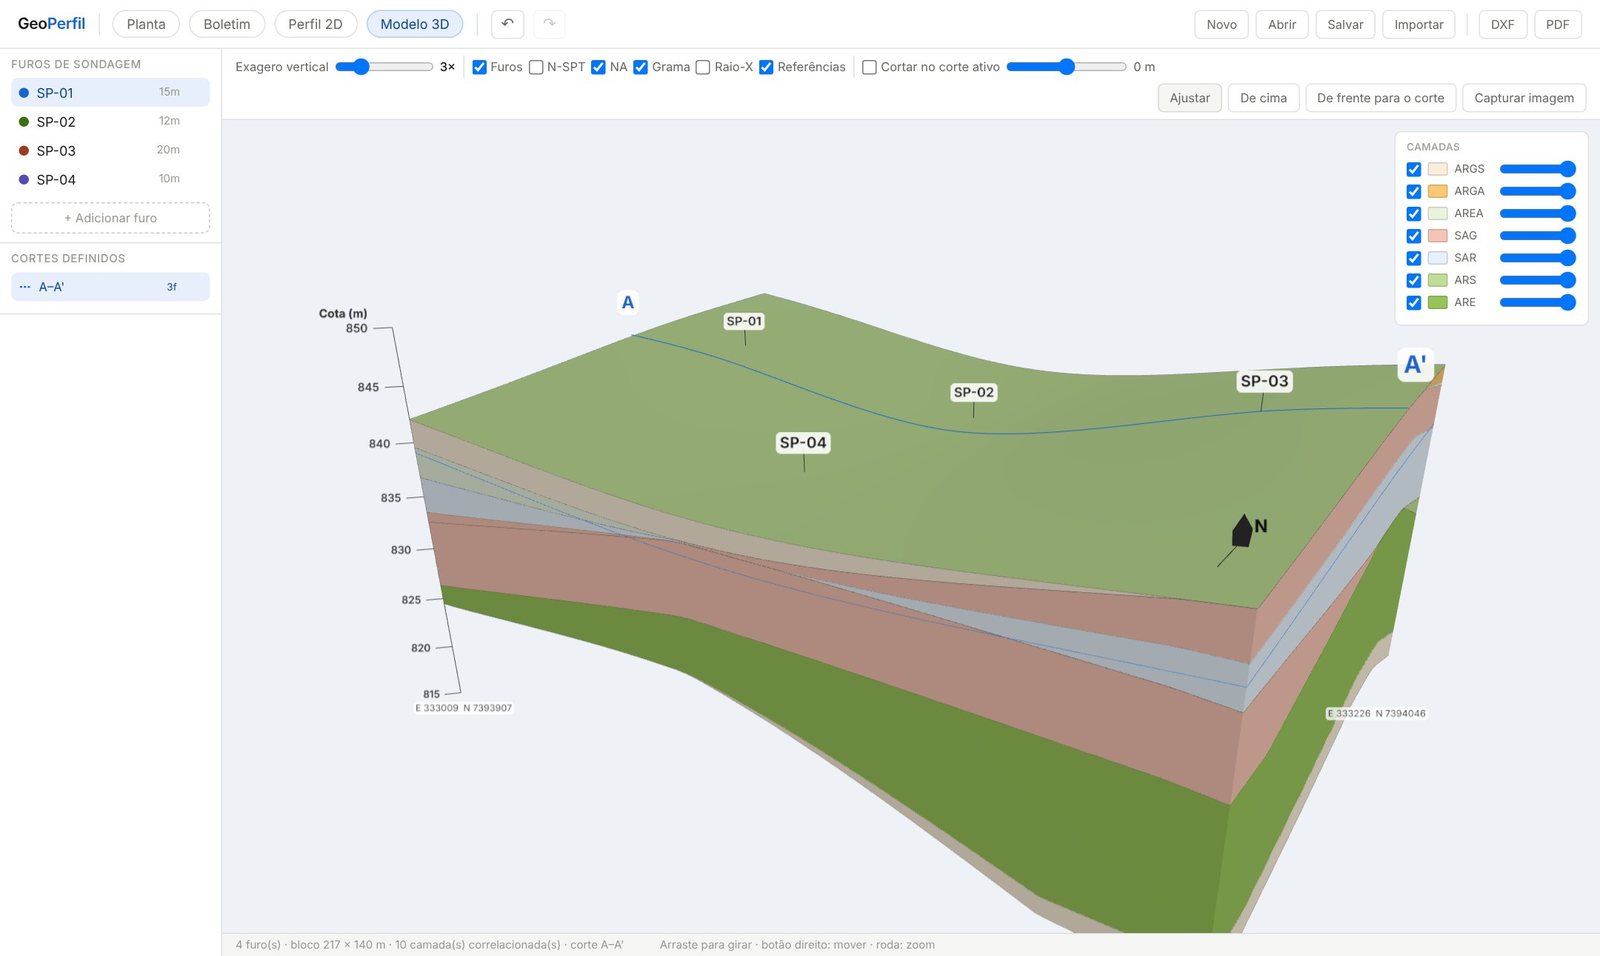 GeoPerfil
Planta
Boletim
Perfil 2D
Modelo 3D
Novo
Abrir
Salvar
Importar
DXF
PDF
FUROS DE SONDAGEM
SP-01 15m
SP-02 12m
SP-03 20m
SP-04 10m
+ Adicionar furo
CORTES DEFINIDOS
A–A' 3f
Exagero vertical 3×
Furos
N-SPT
NA
Grama
Raio-X
Referências
Cortar no corte ativo 0 m
Ajustar
De cima
De frente para o corte
Capturar imagem
CAMADAS
ARGS
ARGA
AREA
SAG
SAR
ARS
ARE
A
SP-01
Cota (m)
850
A'
SP-03
845
SP-02
840
SP-04
835
N
830
825
820
815
E 333009 N 7393907
E 333226 N 7394046
4 furo(s) · bloco 217 × 140 m · 10 camada(s) correlacionada(s) · corte A–A'
Arraste para girar · botão direito: mover · roda: zoom